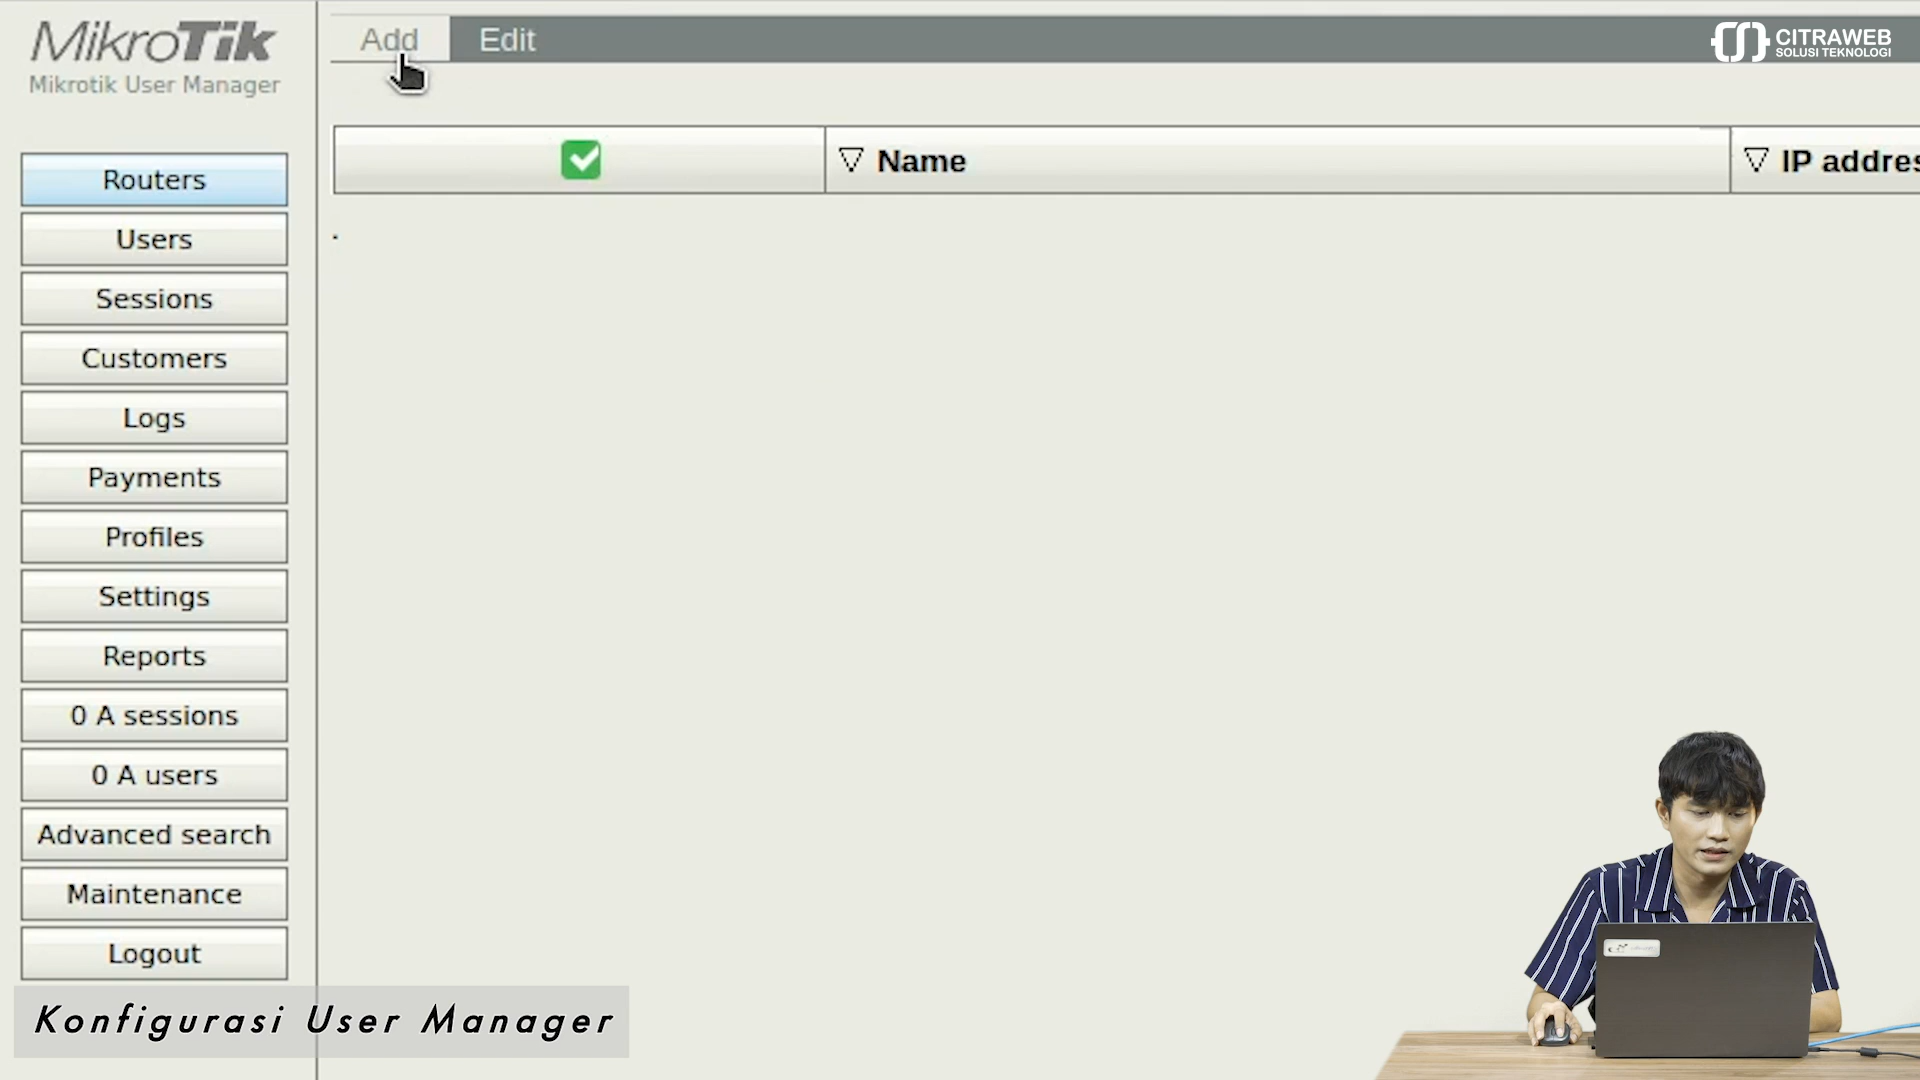 MikroTik
Mikrotik User Manager
Add
Edit
CITRAWEB
SOLUSI TEKNOLOGI
Name
IP addres
Routers
Users
Sessions
Customers
Logs
Payments
Profiles
Settings
Reports
0 A sessions
0 A users
Advanced search
Maintenance
Logout
Konfigurasi User Manager